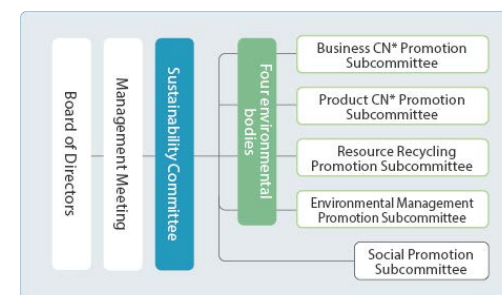 Board of Directors
Management Meeting
Sustainability Committee
Four environmental
bodies
Business CN* Promotion
Subcommittee
Product CN* Promotion
Subcommittee
Resource Recycling
Promotion Subcommittee
Environmental Management
Promotion Subcommittee
Social Promotion
Subcommittee